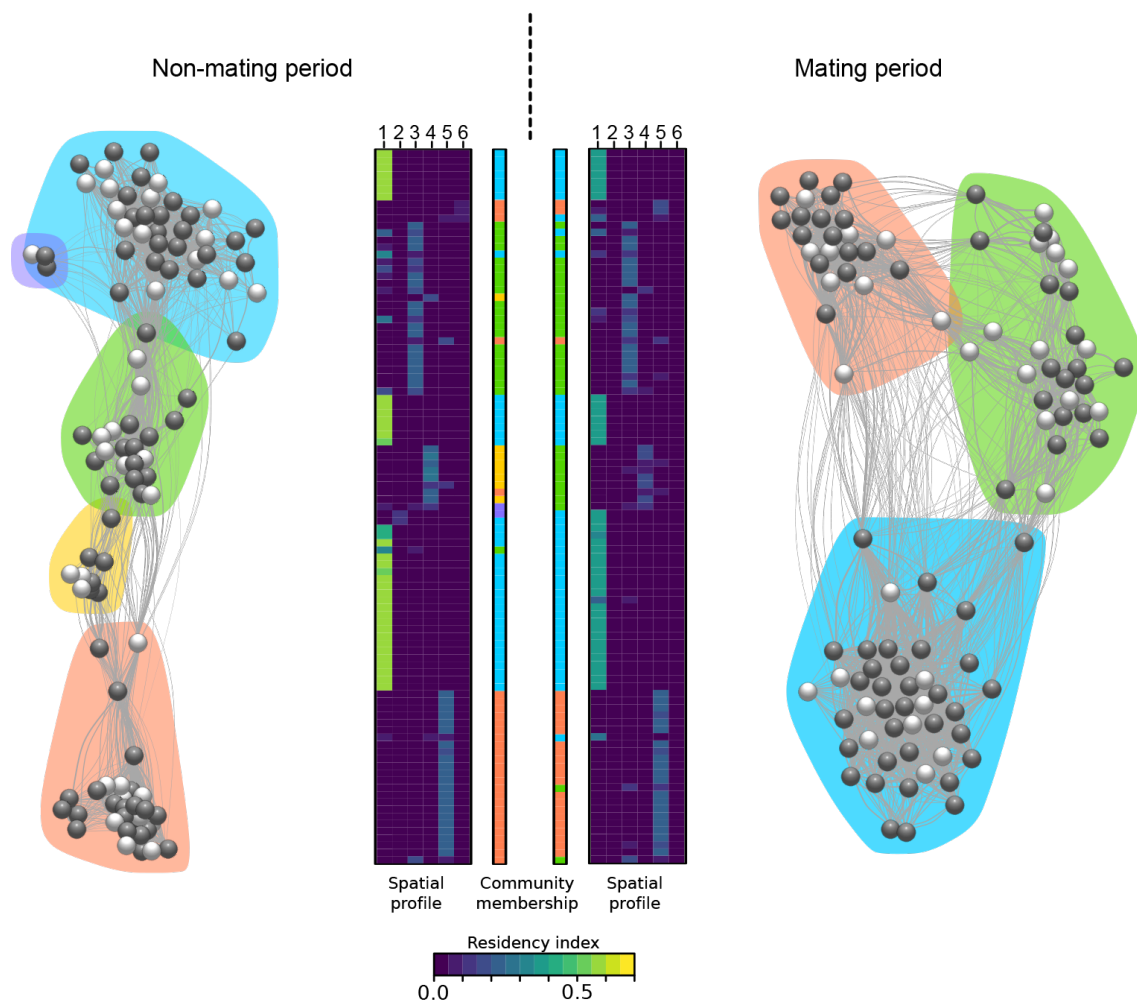 Non-mating period
Mating period
1 2 3 4 5 6
1 2 3 4 5 6
Spatial profile
Community membership
Spatial profile
Residency index
0.0
0.5